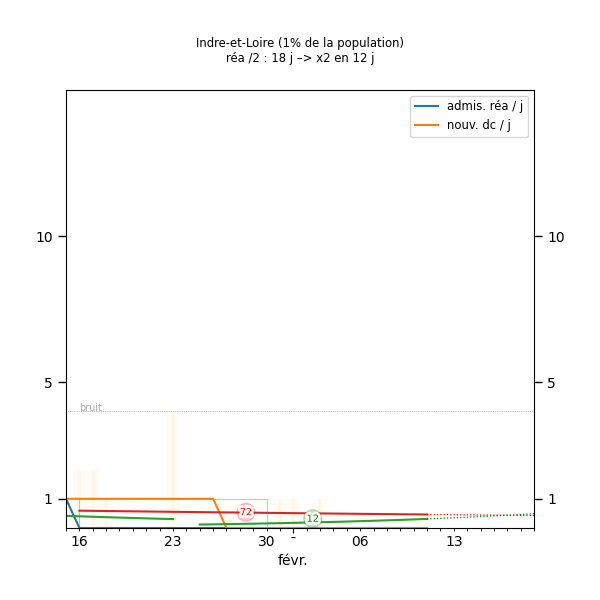 Indre-et-Loire (1% de la population)
réa /2 : 18 j –> x2 en 12 j
admis. réa / j
nouv. dc / j
10 10
5 5
bruit
1 1
72
12
16 23 30 - 06 13
févr.